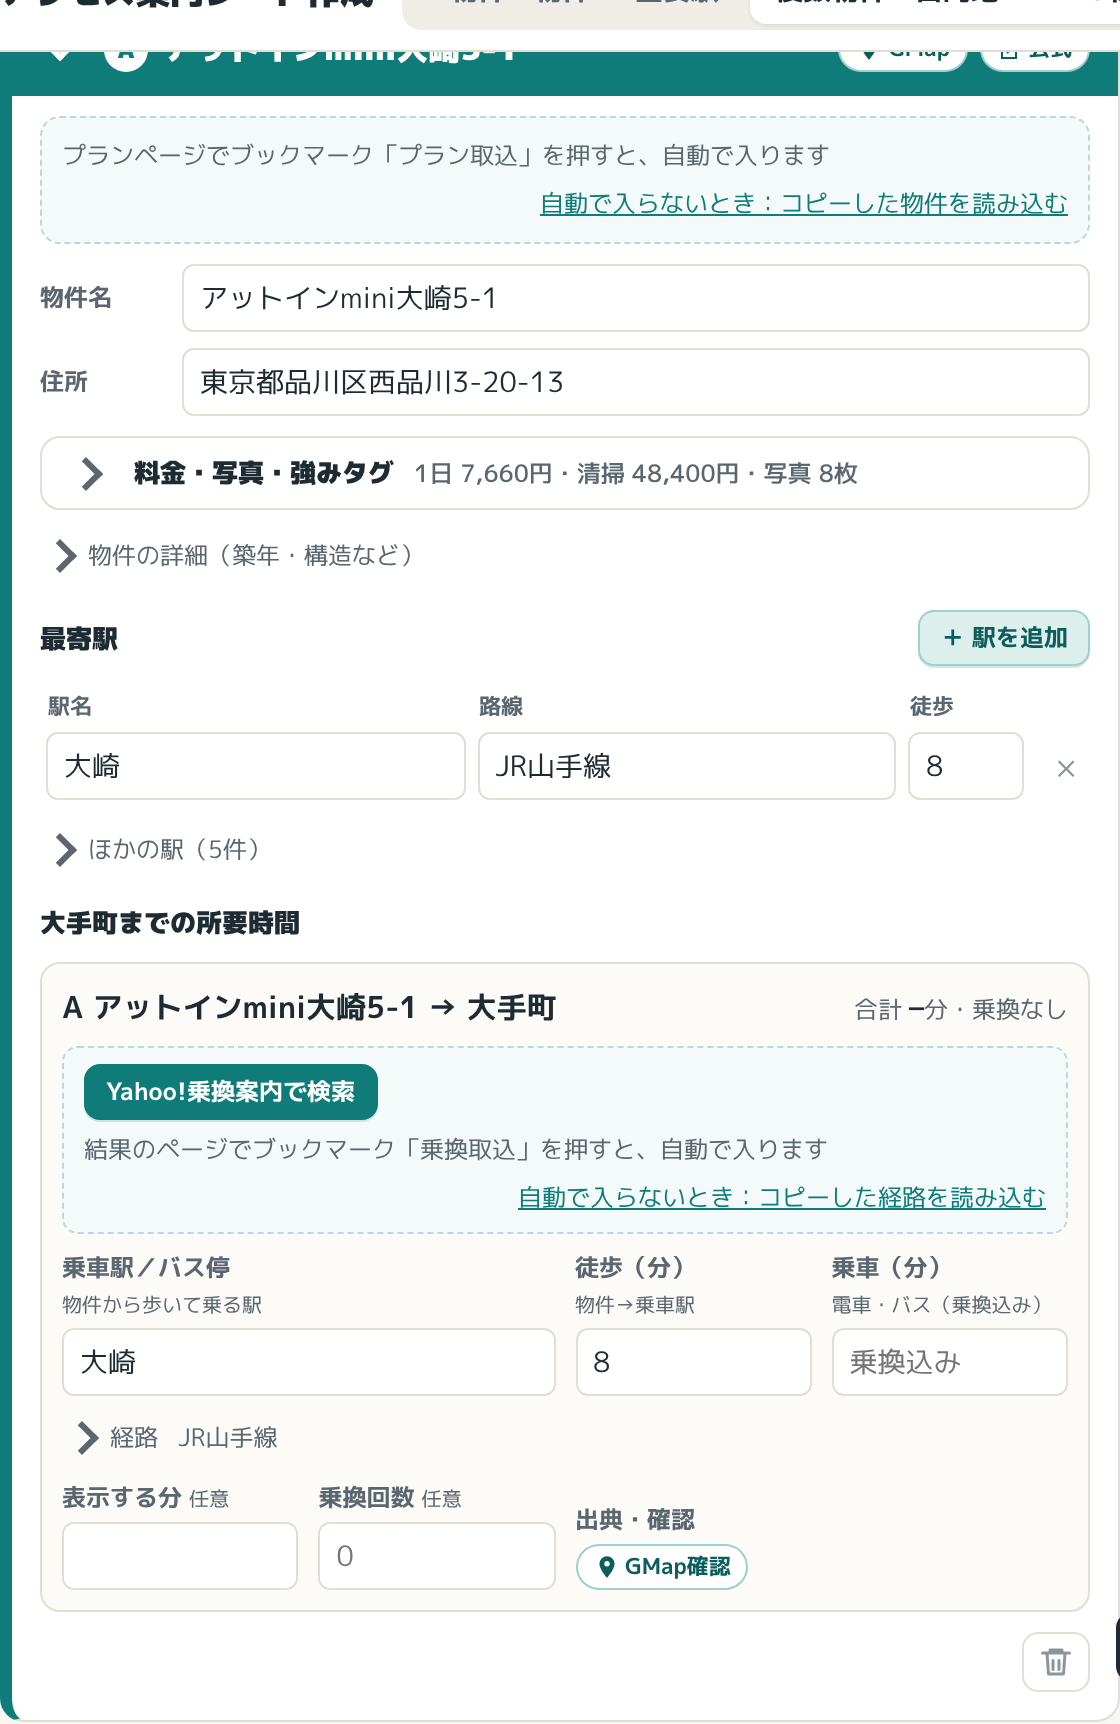 A アットインmini大崎5-1
GMap 公式
プランページでブックマーク「プラン取込」を押すと、自動で入ります
自動で入らないとき：コピーした物件を読み込む
物件名 アットインmini大崎5-1
住所 東京都品川区西品川3-20-13
料金・写真・強みタグ 1日 7,660円・清掃 48,400円・写真 8枚
物件の詳細（築年・構造など）
最寄駅 ＋ 駅を追加
駅名 路線 徒歩
大崎 JR山手線 8 ×
ほかの駅（5件）
大手町までの所要時間
A アットインmini大崎5-1 → 大手町 合計 –分・乗換なし
Yahoo!乗換案内で検索
結果のページでブックマーク「乗換取込」を押すと、自動で入ります
自動で入らないとき：コピーした経路を読み込む
乗車駅／バス停 徒歩（分） 乗車（分）
物件から歩いて乗る駅 物件→乗車駅 電車・バス（乗換込み）
大崎 8 乗換込み
経路 JR山手線
表示する分 任意 乗換回数 任意 出典・確認
0 GMap確認